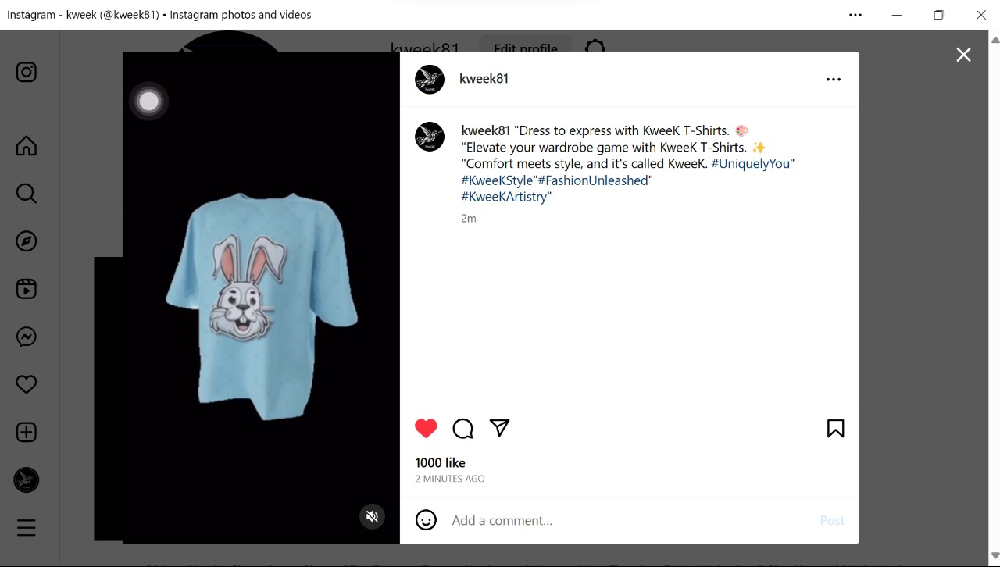 Instagram - kweek (@kweek81) • Instagram photos and videos
kweek81 Edit profile
kweek81
kweek81 "Dress to express with KweeK T-Shirts. 🎨
"Elevate your wardrobe game with KweeK T-Shirts. ✨
"Comfort meets style, and it's called KweeK. #UniquelyYou"
#KweeKStyle"#FashionUnleashed"
#KweeKArtistry"
2m
1000 like
2 MINUTES AGO
Add a comment... Post